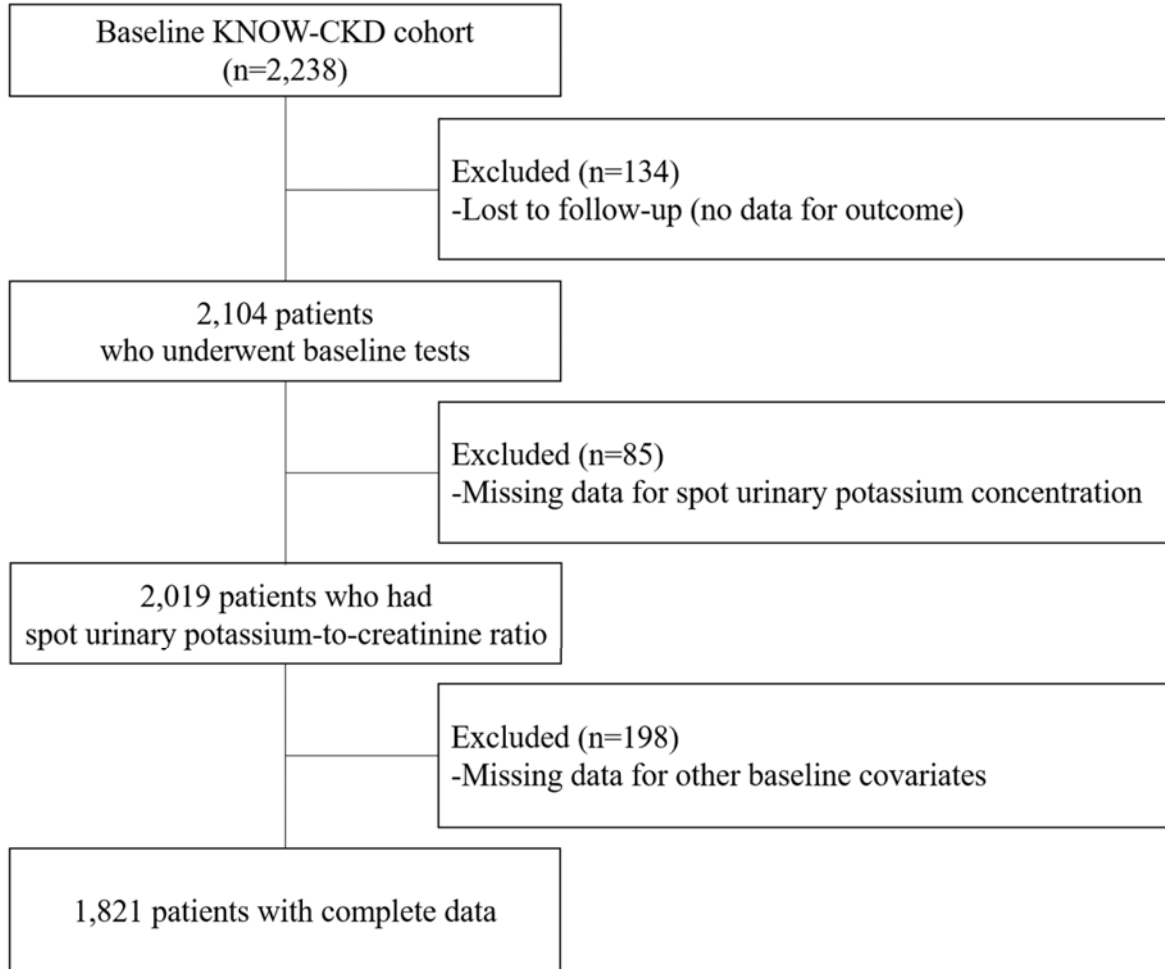 Baseline KNOW-CKD cohort
(n=2,238)
Excluded (n=134)
-Lost to follow-up (no data for outcome)
2,104 patients
who underwent baseline tests
Excluded (n=85)
-Missing data for spot urinary potassium concentration
2,019 patients who had
spot urinary potassium-to-creatinine ratio
Excluded (n=198)
-Missing data for other baseline covariates
1,821 patients with complete data